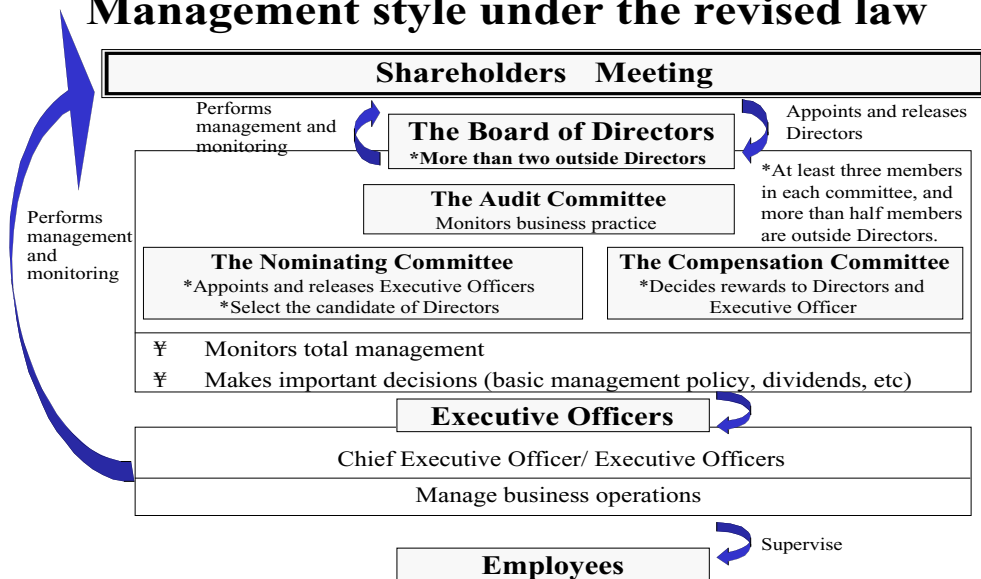 Management style under the revised law
Shareholders Meeting
Performs
management and
monitoring
Appoints and releases
Directors
The Board of Directors
*More than two outside Directors
*At least three members
in each committee, and
more than half members
are outside Directors.
The Audit Committee
Monitors business practice
Performs
management
and
monitoring
The Nominating Committee
*Appoints and releases Executive Officers
*Select the candidate of Directors
The Compensation Committee
*Decides rewards to Directors and
Executive Officer
¥ Monitors total management
¥ Makes important decisions (basic management policy, dividends, etc)
Executive Officers
Chief Executive Officer/ Executive Officers
Manage business operations
Supervise
Employees